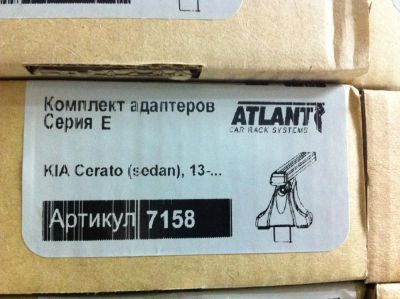 Комплект адаптеров
Серия E
ATLANT
CAR RACK SYSTEMS
KIA Cerato (sedan), 13-...
Артикул 7158